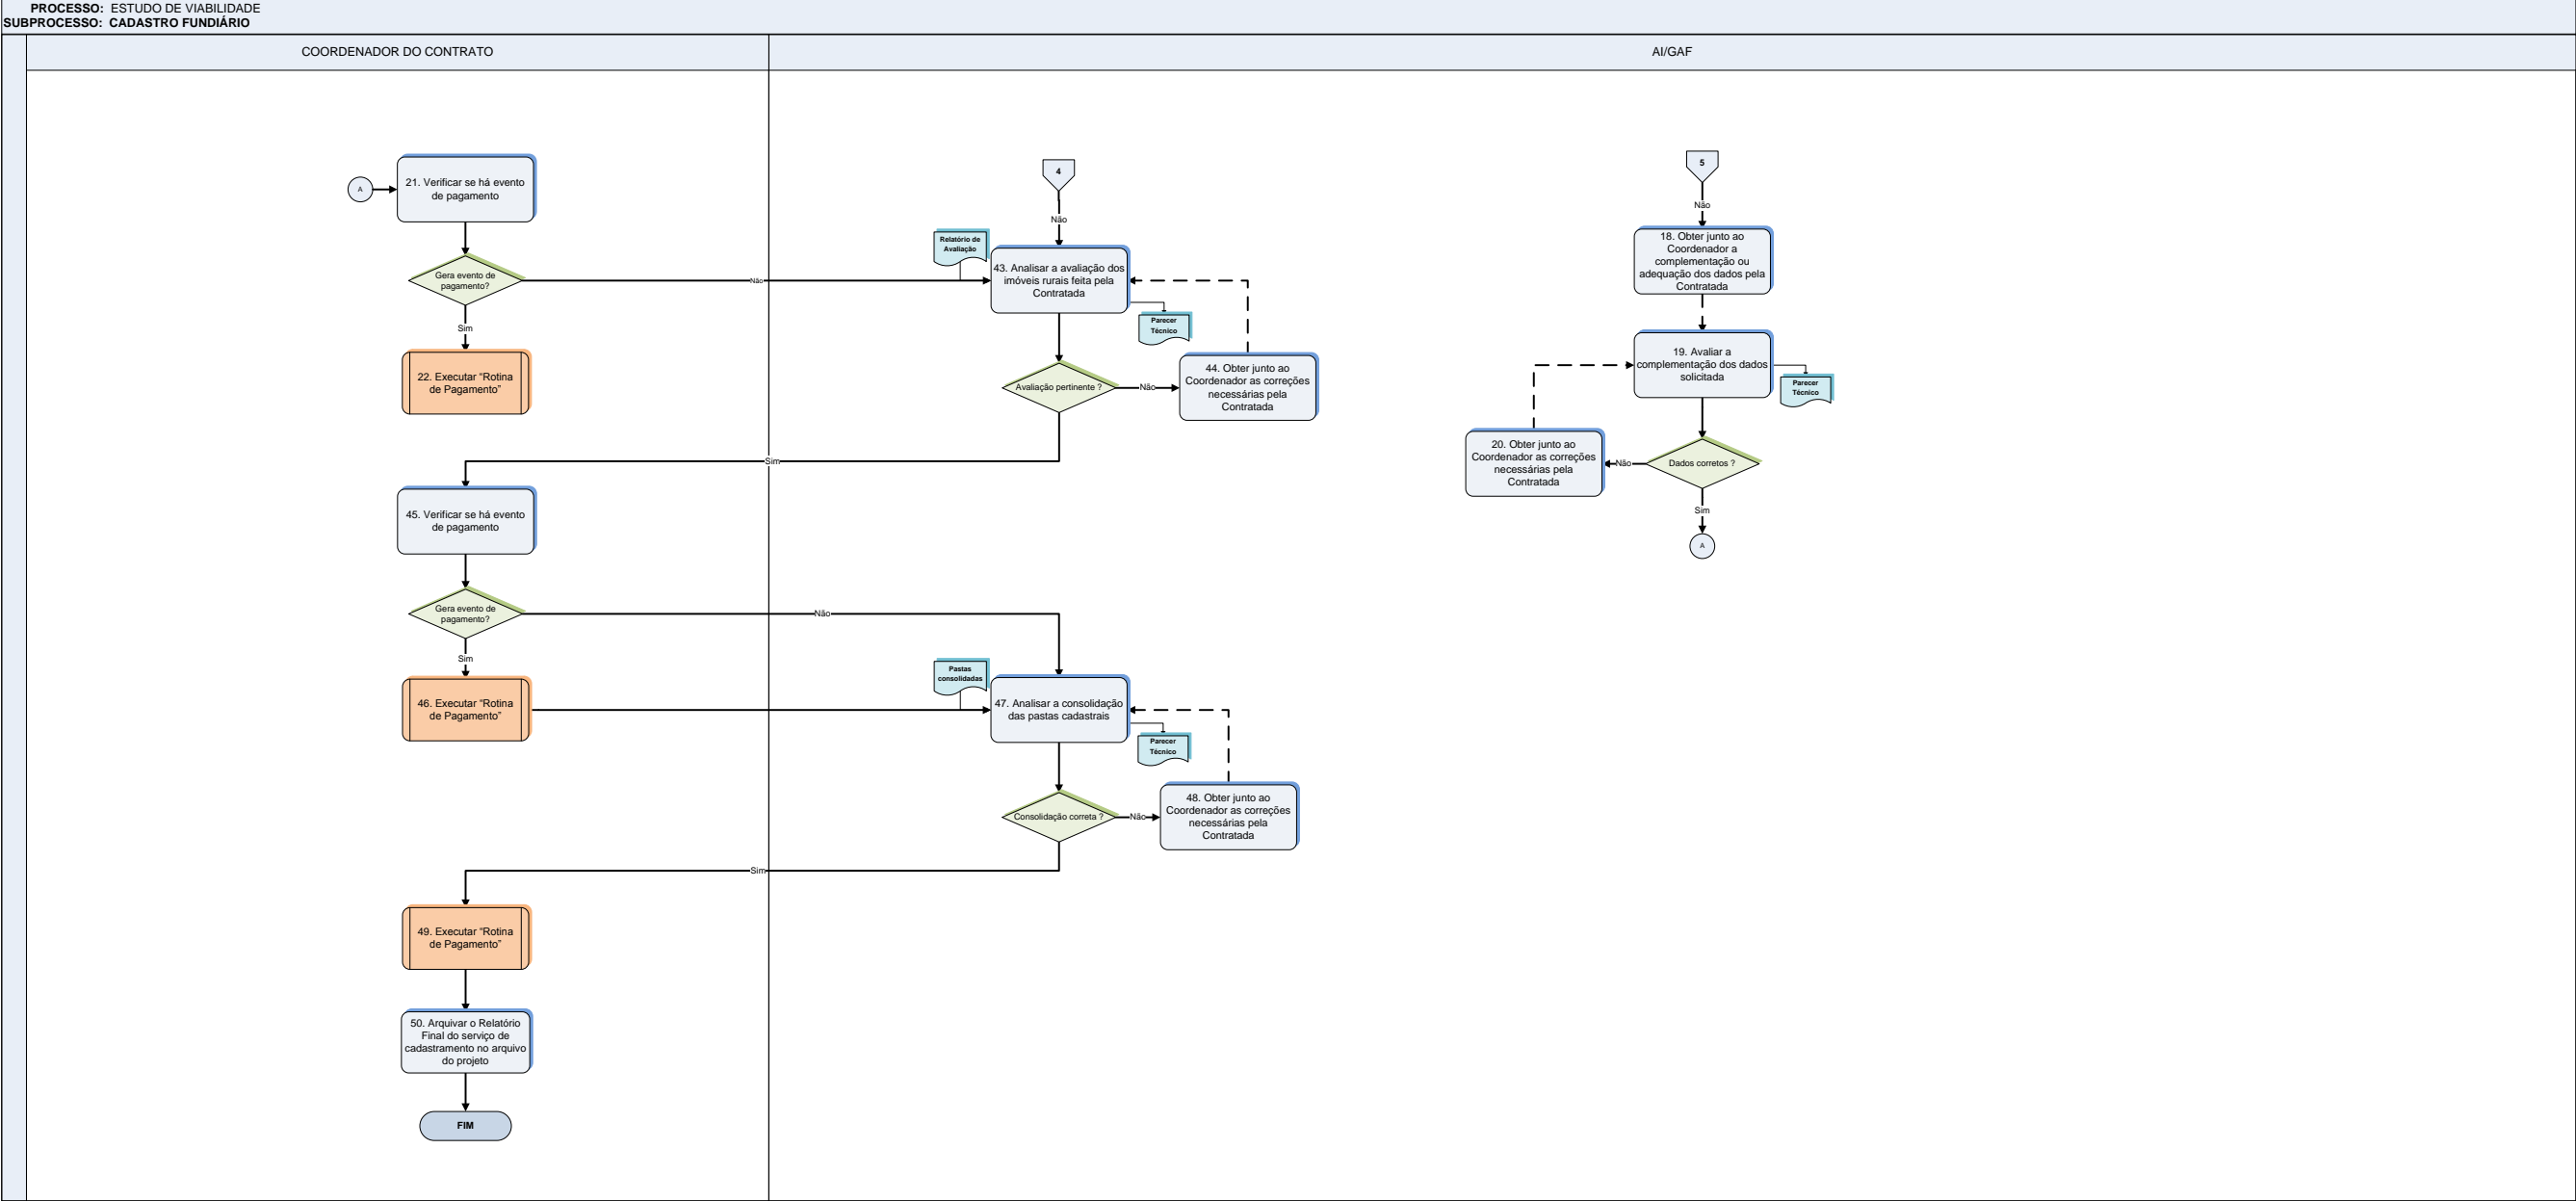 PROCESSO: ESTUDO DE VIABILIDADE
SUBPROCESSO: CADASTRO FUNDIÁRIO
COORDENADOR DO CONTRATO
AI/GAF
A
21. Verificar se há evento
de pagamento
Gera evento de
pagamento?
Não
Sim
22. Executar “Rotina
de Pagamento”
4
Não
Relatório de
Avaliação
43. Analisar a avaliação dos
imóveis rurais feita pela
Contratada
Parecer
Técnico
Avaliação pertinente ?
Não
44. Obter junto ao
Coordenador as correções
necessárias pela
Contratada
Sim
5
Não
18. Obter junto ao
Coordenador a
complementação ou
adequação dos dados pela
Contratada
19. Avaliar a
complementação dos dados
solicitada
Parecer
Técnico
20. Obter junto ao
Coordenador as correções
necessárias pela
Contratada
Não
Dados corretos ?
Sim
A
45. Verificar se há evento
de pagamento
Gera evento de
pagamento?
Não
Sim
46. Executar “Rotina
de Pagamento”
Pastas
consolidadas
47. Analisar a consolidação
das pastas cadastrais
Parecer
Técnico
Consolidação correta ?
Não
48. Obter junto ao
Coordenador as correções
necessárias pela
Contratada
Sim
49. Executar “Rotina
de Pagamento”
50. Arquivar o Relatório
Final do serviço de
cadastramento no arquivo
do projeto
FIM